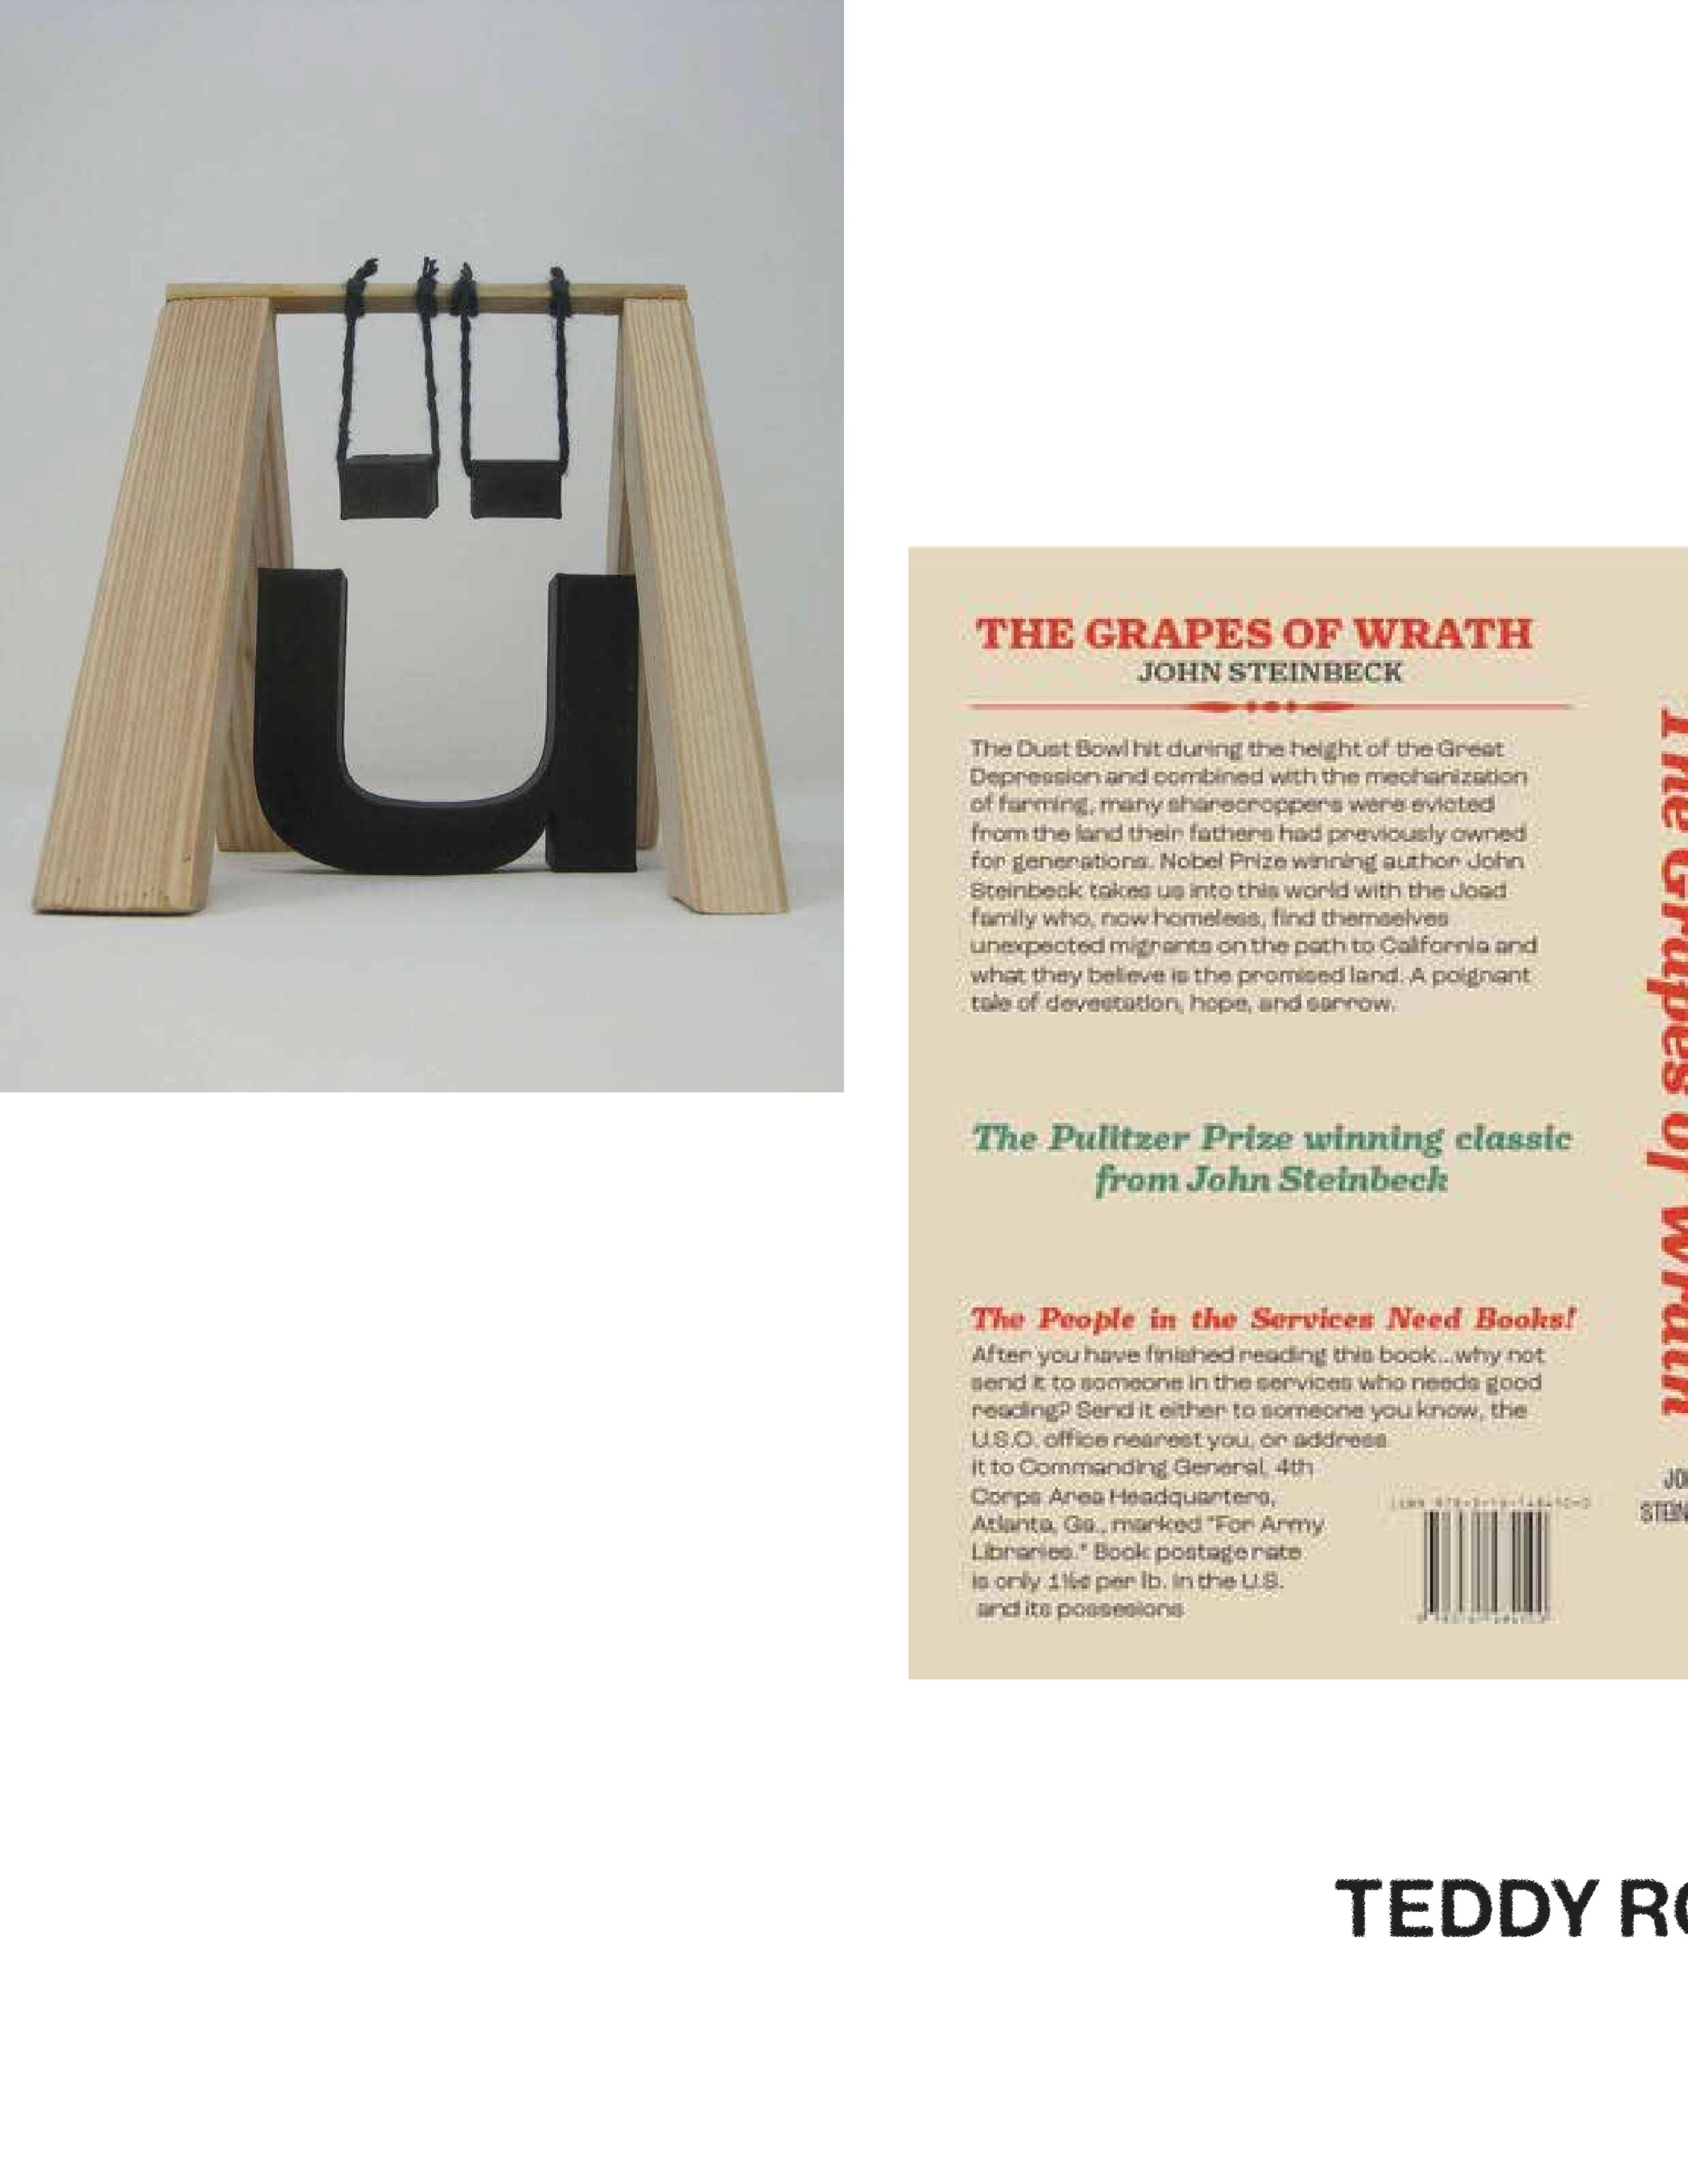 ü
THE GRAPES OF WRATH
JOHN STEINBECK
The Dust Bowl hit during the height of the Great
Depression and combined with the mechanization
of farming, many sharecroppers were evicted
from the land their fathers had previously owned
for generations. Nobel Prize winning author John
Steinbeck takes us into this world with the Joad
family who, now homeless, find themselves
unexpected migrants on the path to California and
what they believe is the promised land. A poignant
tale of devestation, hope, and sarrow.
The Pulitzer Prize winning classic
from John Steinbeck
The People in the Services Need Books!
After you have finished reading this book...why not
send it to someone in the services who needs good
reading? Send it either to someone you know, the
U.S.O. office nearest you, or address
it to Commanding General, 4th
Corps Area Headquarters,
Atlanta, Ga., marked "For Army
Libraries." Book postage rate
is only 1½¢ per lb. in the U.S.
and its possesions
The Grapes of Wrath
JO
STEIN
TEDDY RO